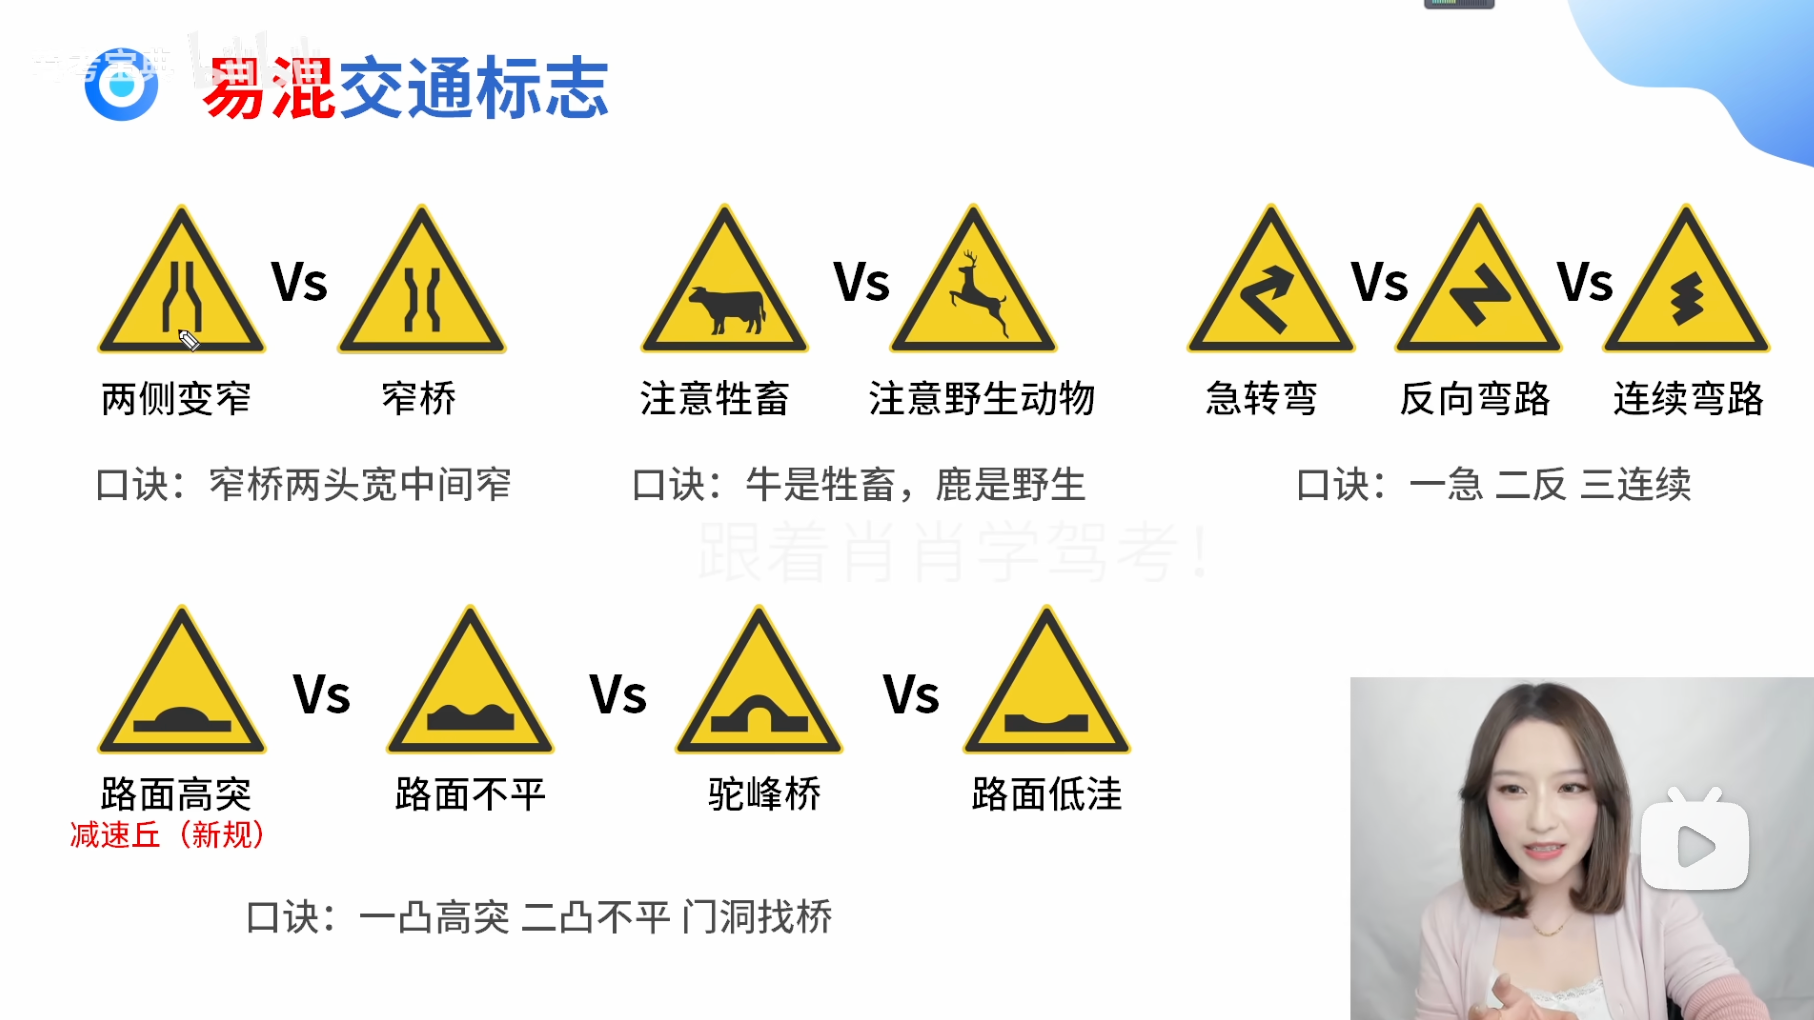 考宝典 bilibili
易混交通标志
Vs
Vs
Vs
Vs
两侧变窄
窄桥
注意牲畜
注意野生动物
急转弯
反向弯路
连续弯路
口诀：窄桥两头宽中间窄
口诀：牛是牲畜，鹿是野生
口诀：一急 二反 三连续
跟着肖肖学驾考！
Vs
Vs
Vs
路面高突
减速丘（新规）
路面不平
驼峰桥
路面低洼
口诀：一凸高突 二凸不平 门洞找桥